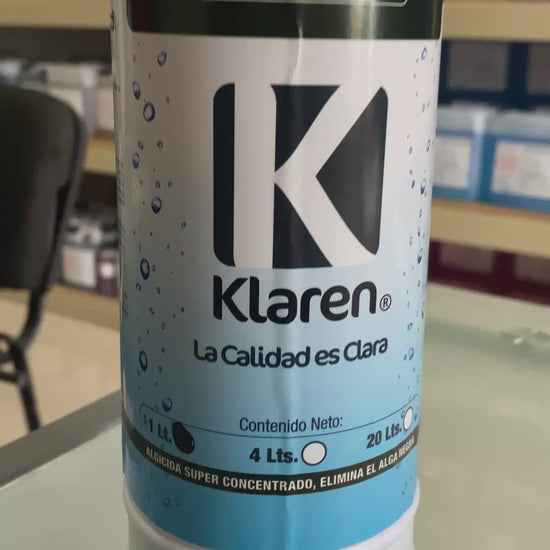 K
Klaren®
La Calidad es Clara
Contenido Neto:
1 Lt.
4 Lts.
20 Lts.
ALGICIDA SUPER CONCENTRADO, ELIMINA EL ALGA NEGRA